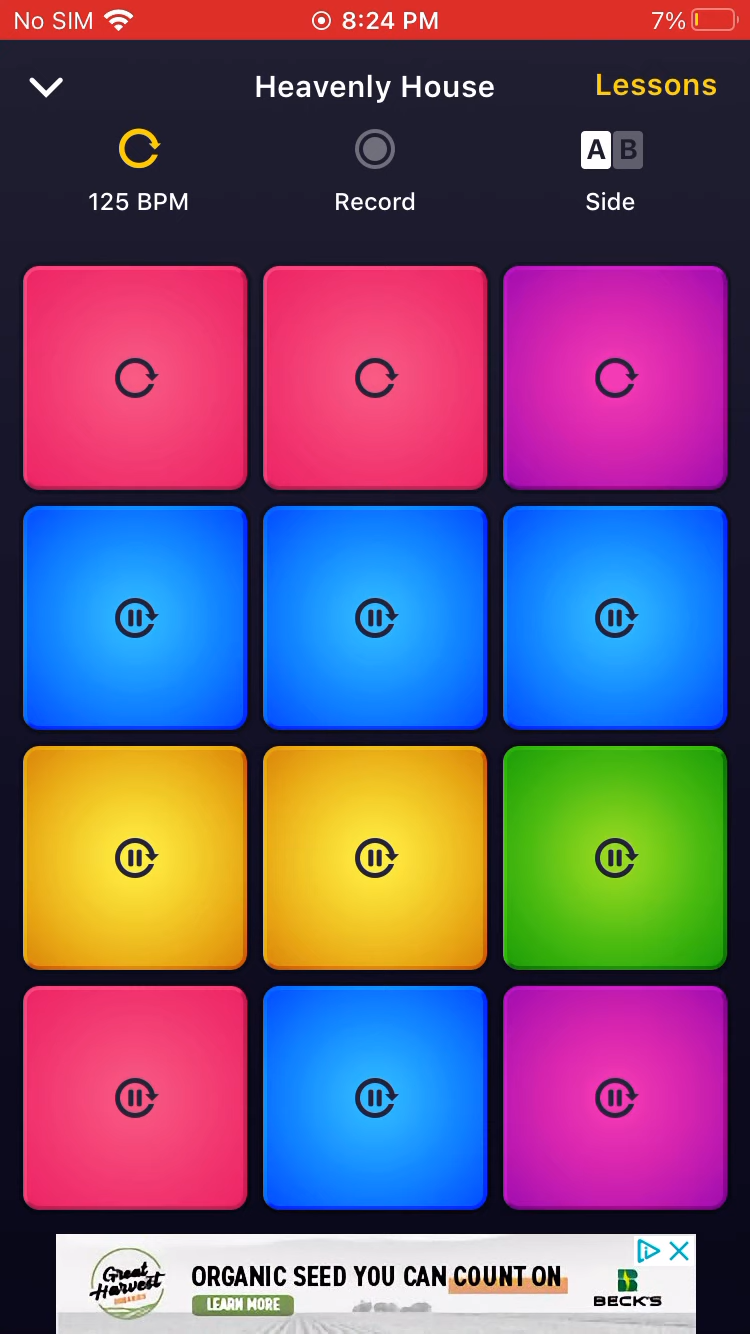 No SIM 8:24 PM 7%
Heavenly House Lessons
125 BPM Record A B Side
Great Harvest
ORGANIC SEED YOU CAN COUNT ON
LEARN MORE
BECK'S